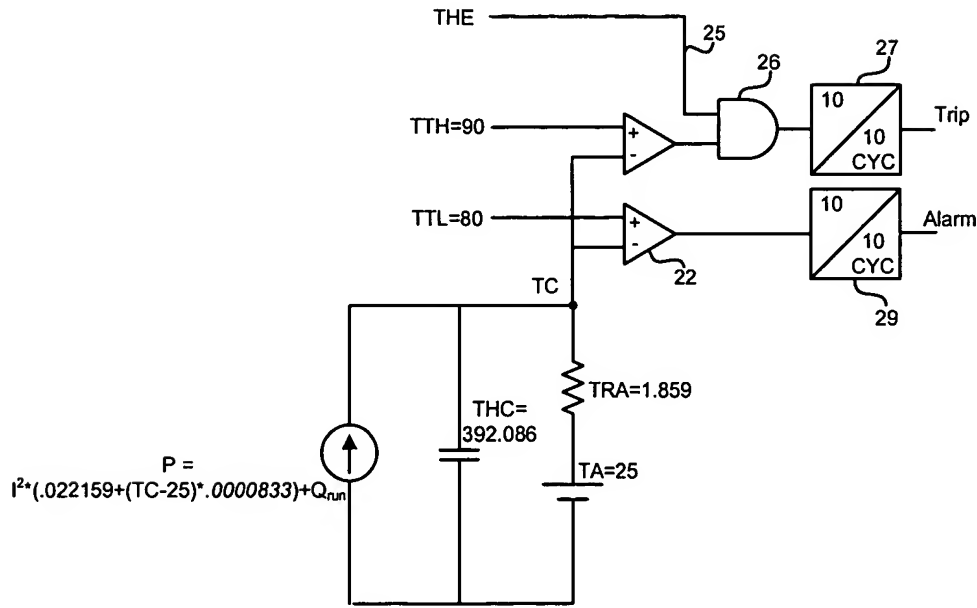 THE
25
26
27
10
10
CYC
Trip
TTH=90
+
-
TTL=80
+
-
22
10
10
CYC
Alarm
29
TC
THC=
392.086
TRA=1.859
TA=25
P =
I²*(.022159+(TC-25)*.0000833)+Qrun